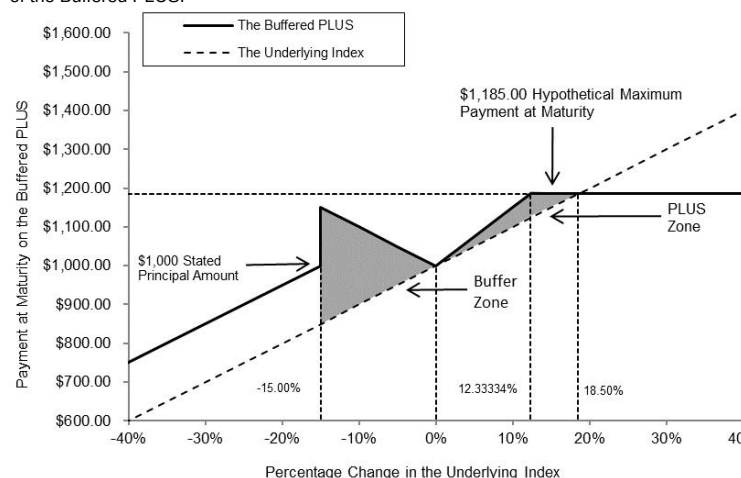 of the Buffered PLUS.
The Buffered PLUS
The Underlying Index
$1,600.00
$1,500.00
$1,400.00
$1,300.00
$1,200.00
$1,100.00
$1,000.00
$900.00
$800.00
$700.00
$600.00
Payment at Maturity on the Buffered PLUS
$1,185.00 Hypothetical Maximum
Payment at Maturity
PLUS
Zone
$1,000 Stated
Principal Amount
Buffer
Zone
-15.00%
12.33334%
18.50%
-40%
-30%
-20%
-10%
0%
10%
20%
30%
40
Percentage Change in the Underlying Index